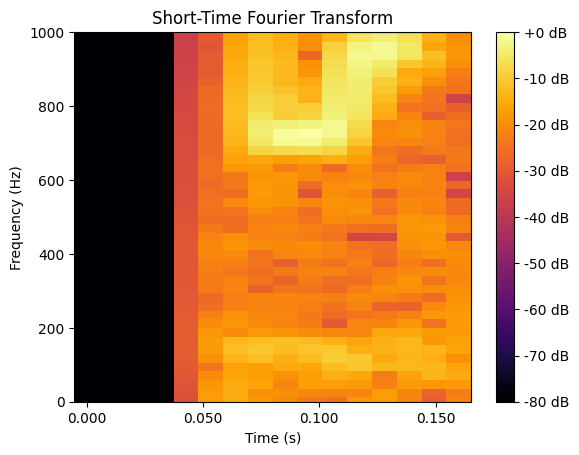 Short-Time Fourier Transform
1000
800
600
400
200
0
Frequency (Hz)
0.000
0.050
0.100
0.150
Time (s)
+0 dB
-10 dB
-20 dB
-30 dB
-40 dB
-50 dB
-60 dB
-70 dB
-80 dB